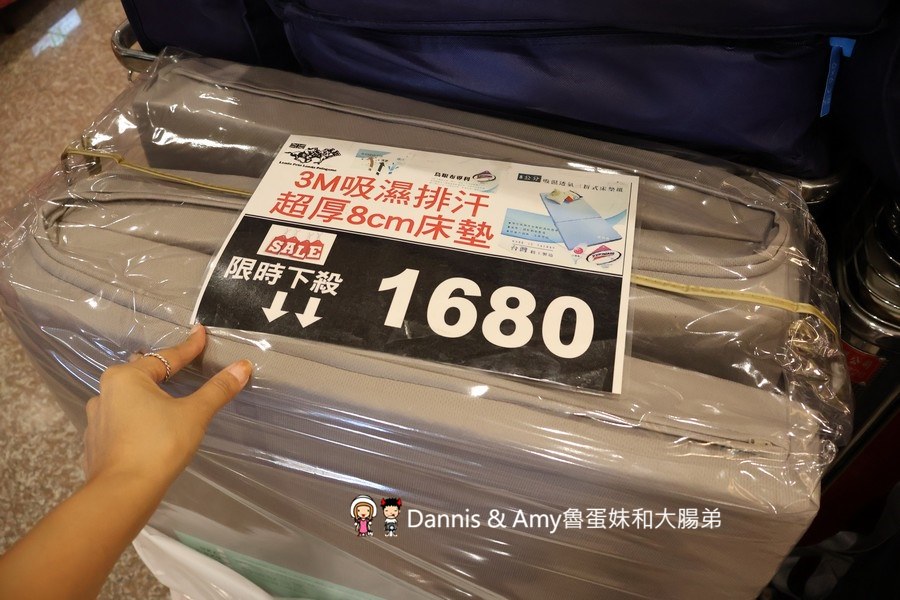 3M吸濕排汗
超厚8cm床墊
SALE
限時下殺
1680
Dannis & Amy魯蛋妹和大腸弟